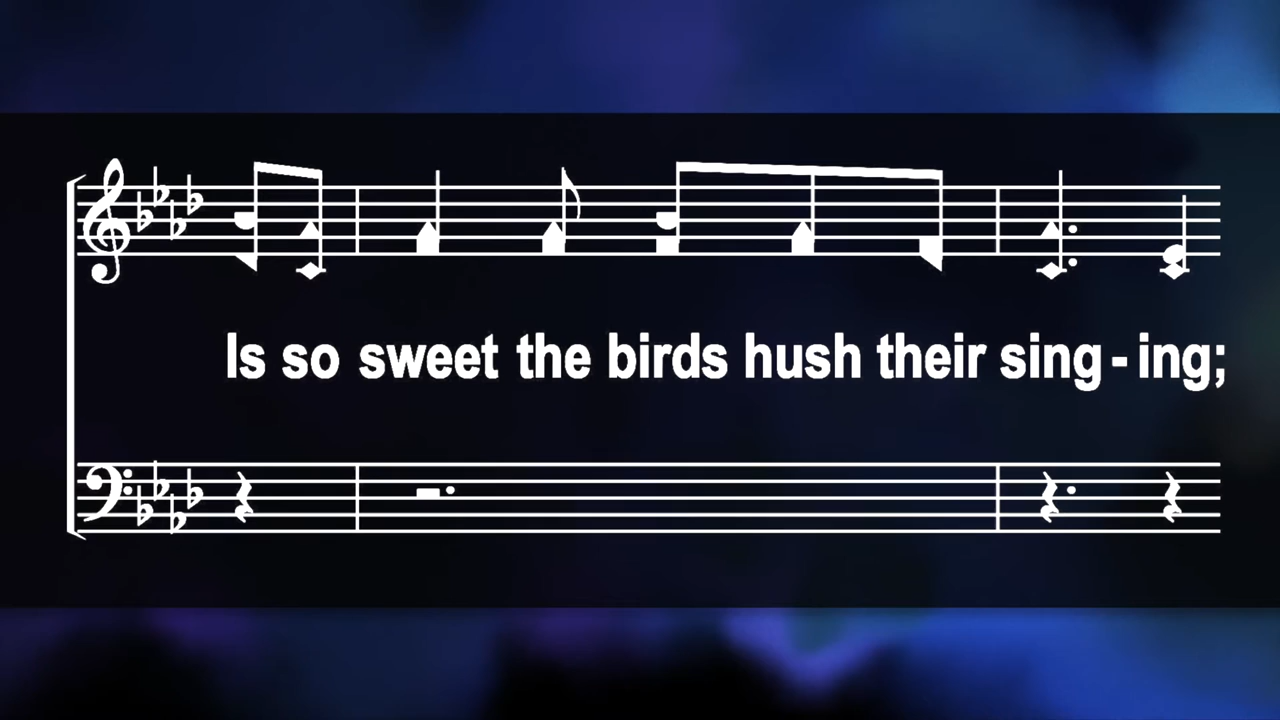 Is so sweet the birds hush their sing - ing;